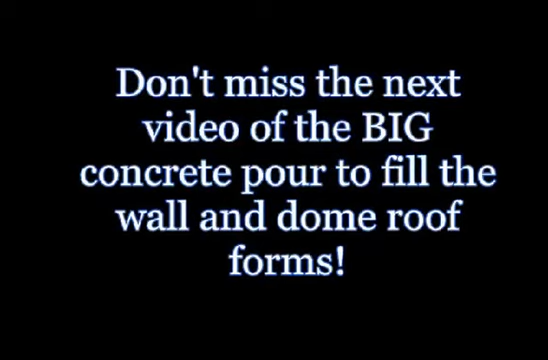 Don't miss the next
video of the BIG
concrete pour to fill the
wall and dome roof
forms!